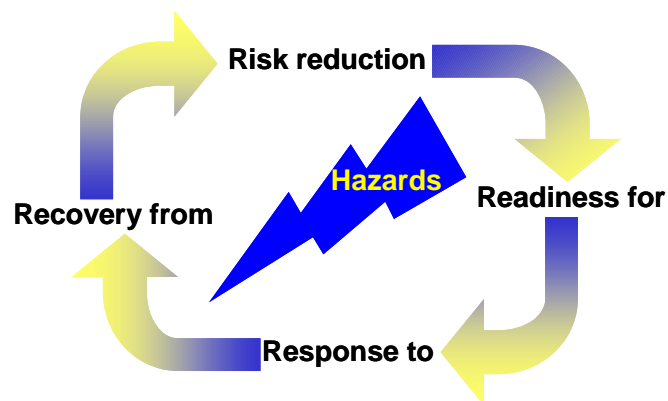 Risk reduction
Hazards
Readiness for
Recovery from
Response to